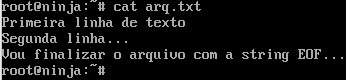 root@ninja:~# cat arq.txt
Primeira linha de texto
Segunda linha...
Vou finalizar o arquivo com a string EOF...
root@ninja:~#